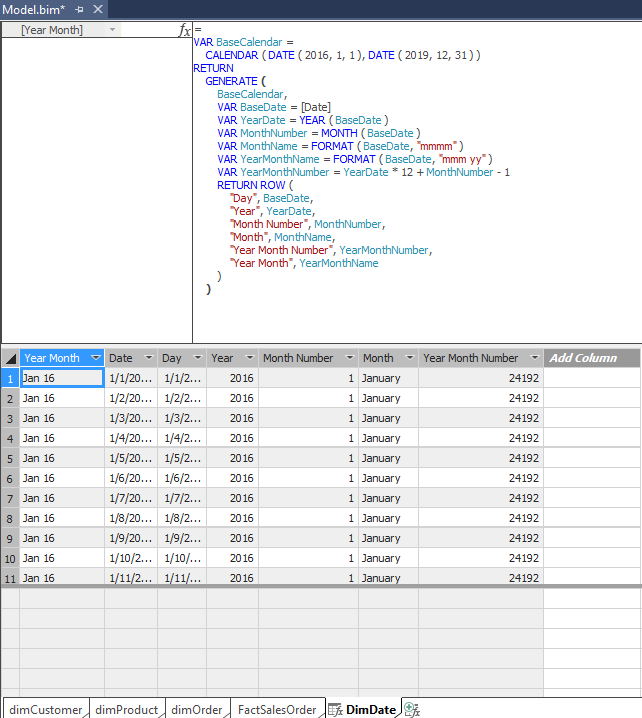 Model.bim*
[Year Month]
fx =
VAR BaseCalendar =
CALENDAR ( DATE ( 2016, 1, 1 ), DATE ( 2019, 12, 31 ) )
RETURN
GENERATE (
BaseCalendar,
VAR BaseDate = [Date]
VAR YearDate = YEAR ( BaseDate )
VAR MonthNumber = MONTH ( BaseDate )
VAR MonthName = FORMAT ( BaseDate, "mmmm" )
VAR YearMonthName = FORMAT ( BaseDate, "mmm yy" )
VAR YearMonthNumber = YearDate * 12 + MonthNumber - 1
RETURN ROW (
"Day", BaseDate,
"Year", YearDate,
"Month Number", MonthNumber,
"Month", MonthName,
"Year Month Number", YearMonthNumber,
"Year Month", YearMonthName
)
)
Year Month Date Day Year Month Number Month Year Month Number Add Column
1 Jan 16 1/1/20... 1/1/2... 2016 1 January 24192
2 Jan 16 1/2/20... 1/2/2... 2016 1 January 24192
3 Jan 16 1/3/20... 1/3/2... 2016 1 January 24192
4 Jan 16 1/4/20... 1/4/2... 2016 1 January 24192
5 Jan 16 1/5/20... 1/5/2... 2016 1 January 24192
6 Jan 16 1/6/20... 1/6/2... 2016 1 January 24192
7 Jan 16 1/7/20... 1/7/2... 2016 1 January 24192
8 Jan 16 1/8/20... 1/8/2... 2016 1 January 24192
9 Jan 16 1/9/20... 1/9/2... 2016 1 January 24192
10 Jan 16 1/10/2... 1/10/... 2016 1 January 24192
11 Jan 16 1/11/2... 1/11/... 2016 1 January 24192
dimCustomer dimProduct dimOrder FactSalesOrder DimDate